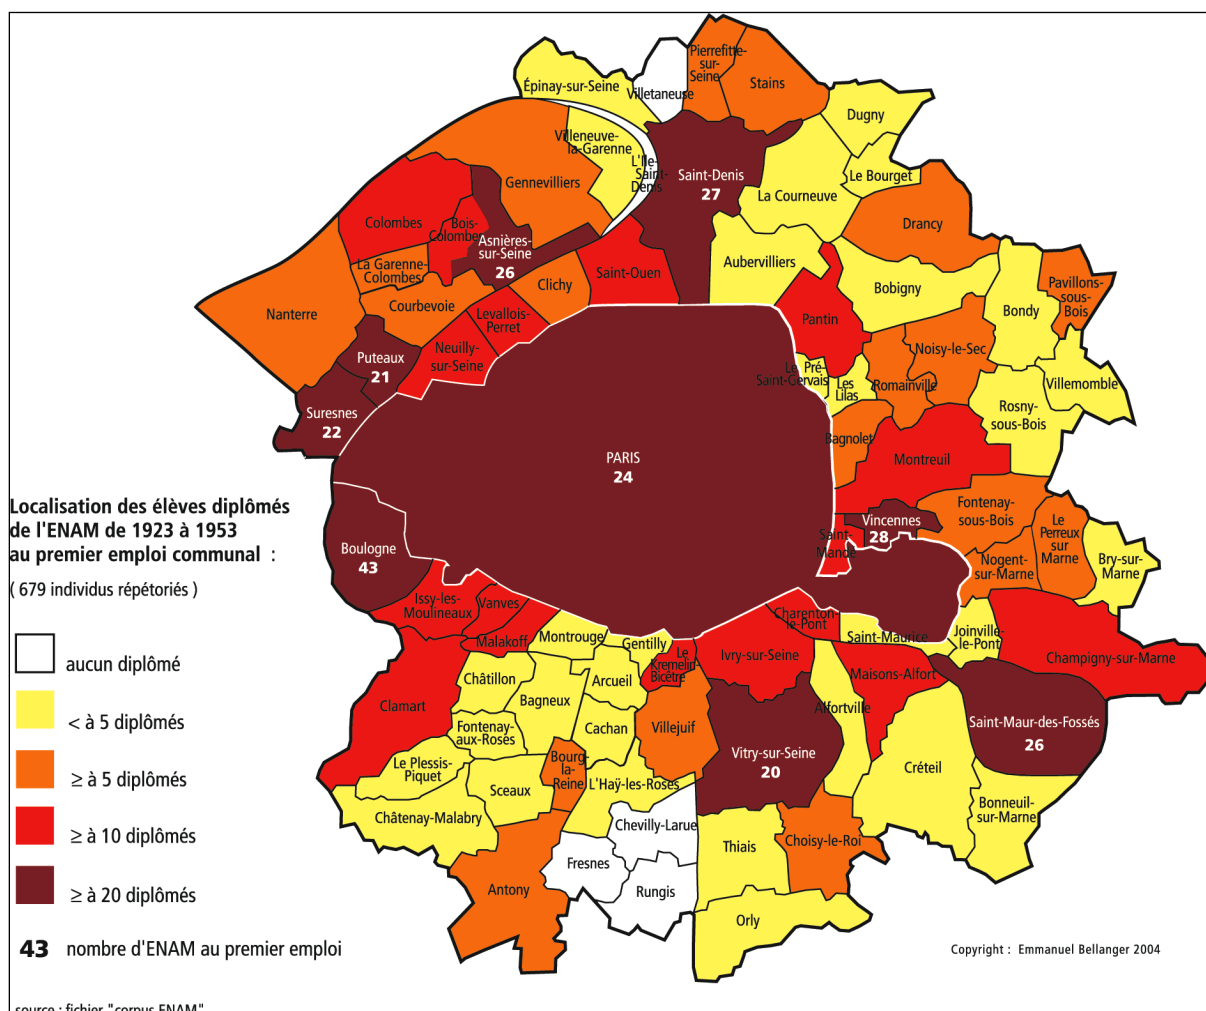 Épinay-sur-Seine
Villetaneuse
Pierrefitte-
sur-
Seine
Stains
Dugny
Villeneuve-
la-Garenne
L'Ile-
Saint-
Denis
Saint-Denis
27
Le Bourget
La Courneuve
Gennevilliers
Drancy
Colombes
Bois-
Colombes
Asnières-
sur-Seine
26
Saint-Ouen
Aubervilliers
La Garenne-
Colombes
Clichy
Bobigny
Bondy
Pavillons-
sous-
Bois
Nanterre
Courbevoie
Levallois-
Perret
Pantin
Noisy-le-Sec
Puteaux
21
Neuilly-
sur-Seine
Le Pré-
Saint-Gervais
Les
Lilas
Romainville
Villemomble
Suresnes
22
Rosny-
sous-Bois
Bagnolet
Montreuil
PARIS
24
Localisation des élèves diplômés
de l'ENAM de 1923 à 1953
au premier emploi communal :
( 679 individus répétoriés )
Fontenay-
sous-Bois
Vincennes
28
Le
Perreux
sur
Marne
Saint-
Mandé
Boulogne
43
Nogent-
sur-Marne
Bry-sur-
Marne
Issy-les-
Moulineaux
Vanves
Malakoff
Montrouge
Gentilly
Charenton-
le-Pont
Saint-Maurice
Joinville-
le-Pont
Champigny-sur-Marne
Le
Kremelin-
Bicêtre
Ivry-sur-Seine
Maisons-Alfort
aucun diplômé
Châtillon
Arcueil
Bagneux
Clamart
Alfortville
Saint-Maur-des-Fossés
26
< à 5 diplômés
Fontenay-
aux-Roses
Cachan
Villejuif
Vitry-sur-Seine
20
Le Plessis-
Piquet
Bourg-
la-
Reine
Créteil
≥ à 5 diplômés
Sceaux
L'Haÿ-les-Roses
Bonneuil-
sur-Marne
Châtenay-Malabry
Chevilly-Larue
≥ à 10 diplômés
Thiais
Choisy-le-Roi
Fresnes
Rungis
Antony
≥ à 20 diplômés
Orly
43 nombre d'ENAM au premier emploi
Copyright : Emmanuel Bellanger 2004
source : fichier "corpus ENAM"